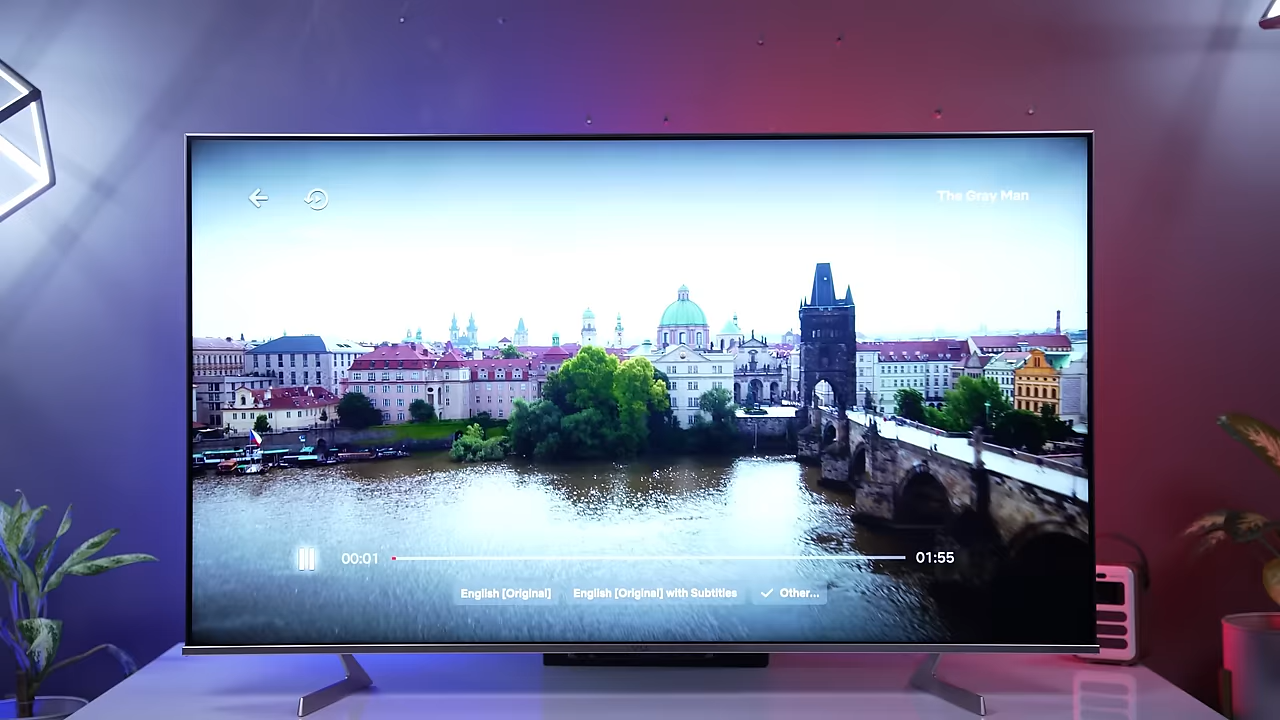 The Gray Man
00:01
01:55
English [Original]
English [Original] with Subtitles
Other...